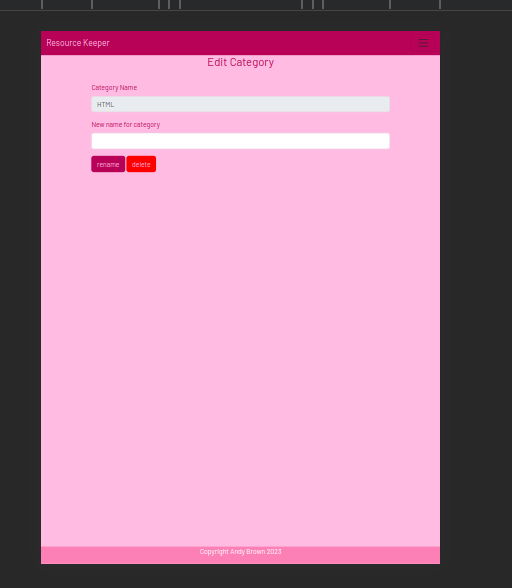 Resource Keeper
Edit Category
Category Name
HTML
New name for category
rename delete
Copyright Andy Brown 2023